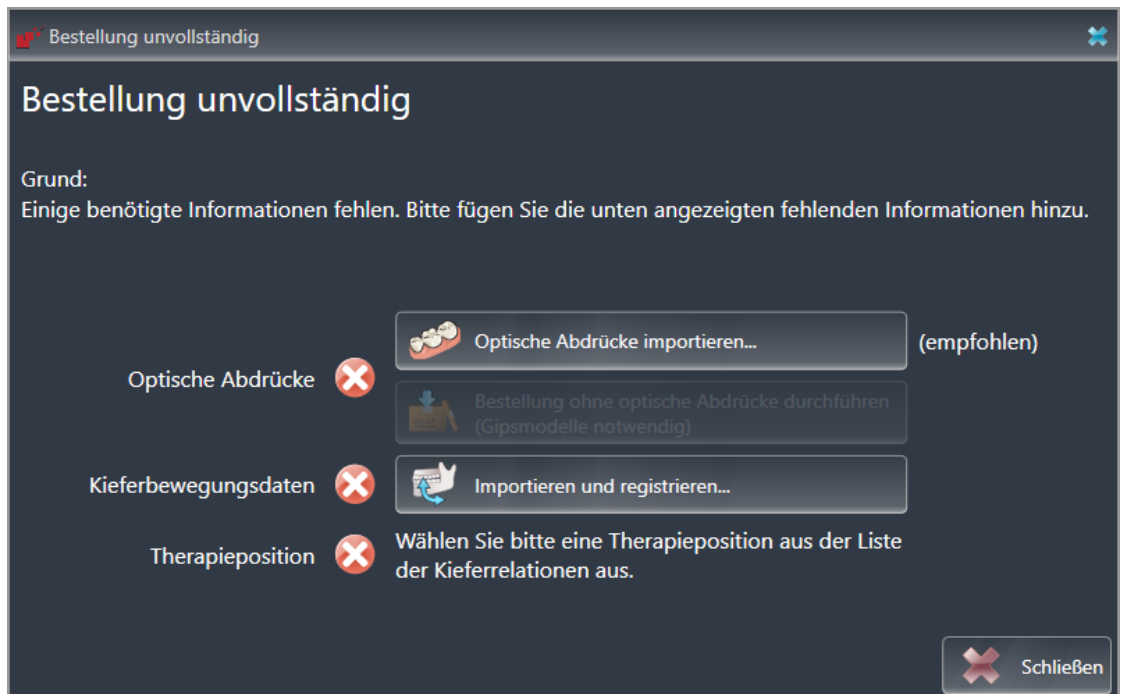 Bestellung unvollständig
Bestellung unvollständig
Grund:
Einige benötigte Informationen fehlen. Bitte fügen Sie die unten angezeigten fehlenden Informationen hinzu.
Optische Abdrücke
Optische Abdrücke importieren...
(empfohlen)
Bestellung ohne optische Abdrücke durchführen
(Gipsmodelle notwendig)
Kieferbewegungsdaten
Importieren und registrieren...
Therapieposition
Wählen Sie bitte eine Therapieposition aus der Liste
der Kieferrelationen aus.
Schließen